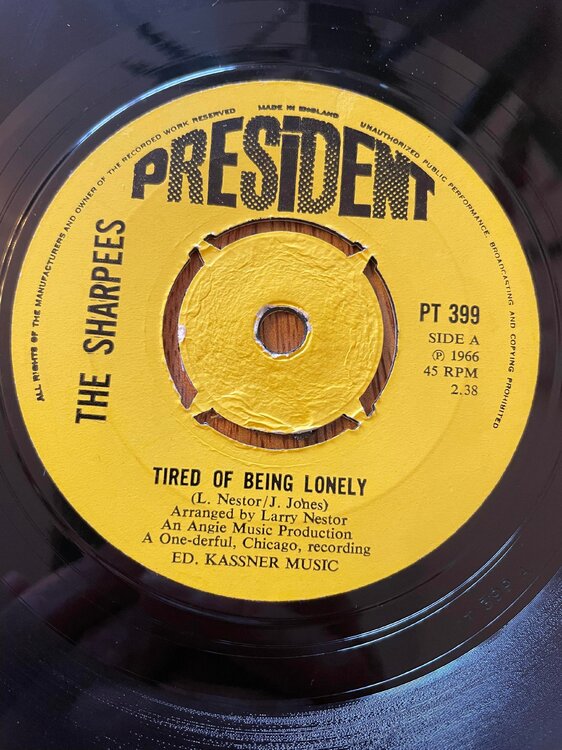 ALL RIGHTS OF THE MANUFACTURERS AND OWNER OF THE RECORDED WORK RESERVED
MADE IN ENGLAND
UNAUTHORIZED PUBLIC PERFORMANCE, BROADCASTING AND COPYING PROHIBITED
PRESiDENT
THE SHARPEES
PT 399
SIDE A
℗ 1966
45 RPM
2.38
TIRED OF BEING LONELY
(L. Nestor/J. Johes)
Arranged by Larry Nestor
An Angie Music Production
A One-derful, Chicago, recording
ED. KASSNER MUSIC